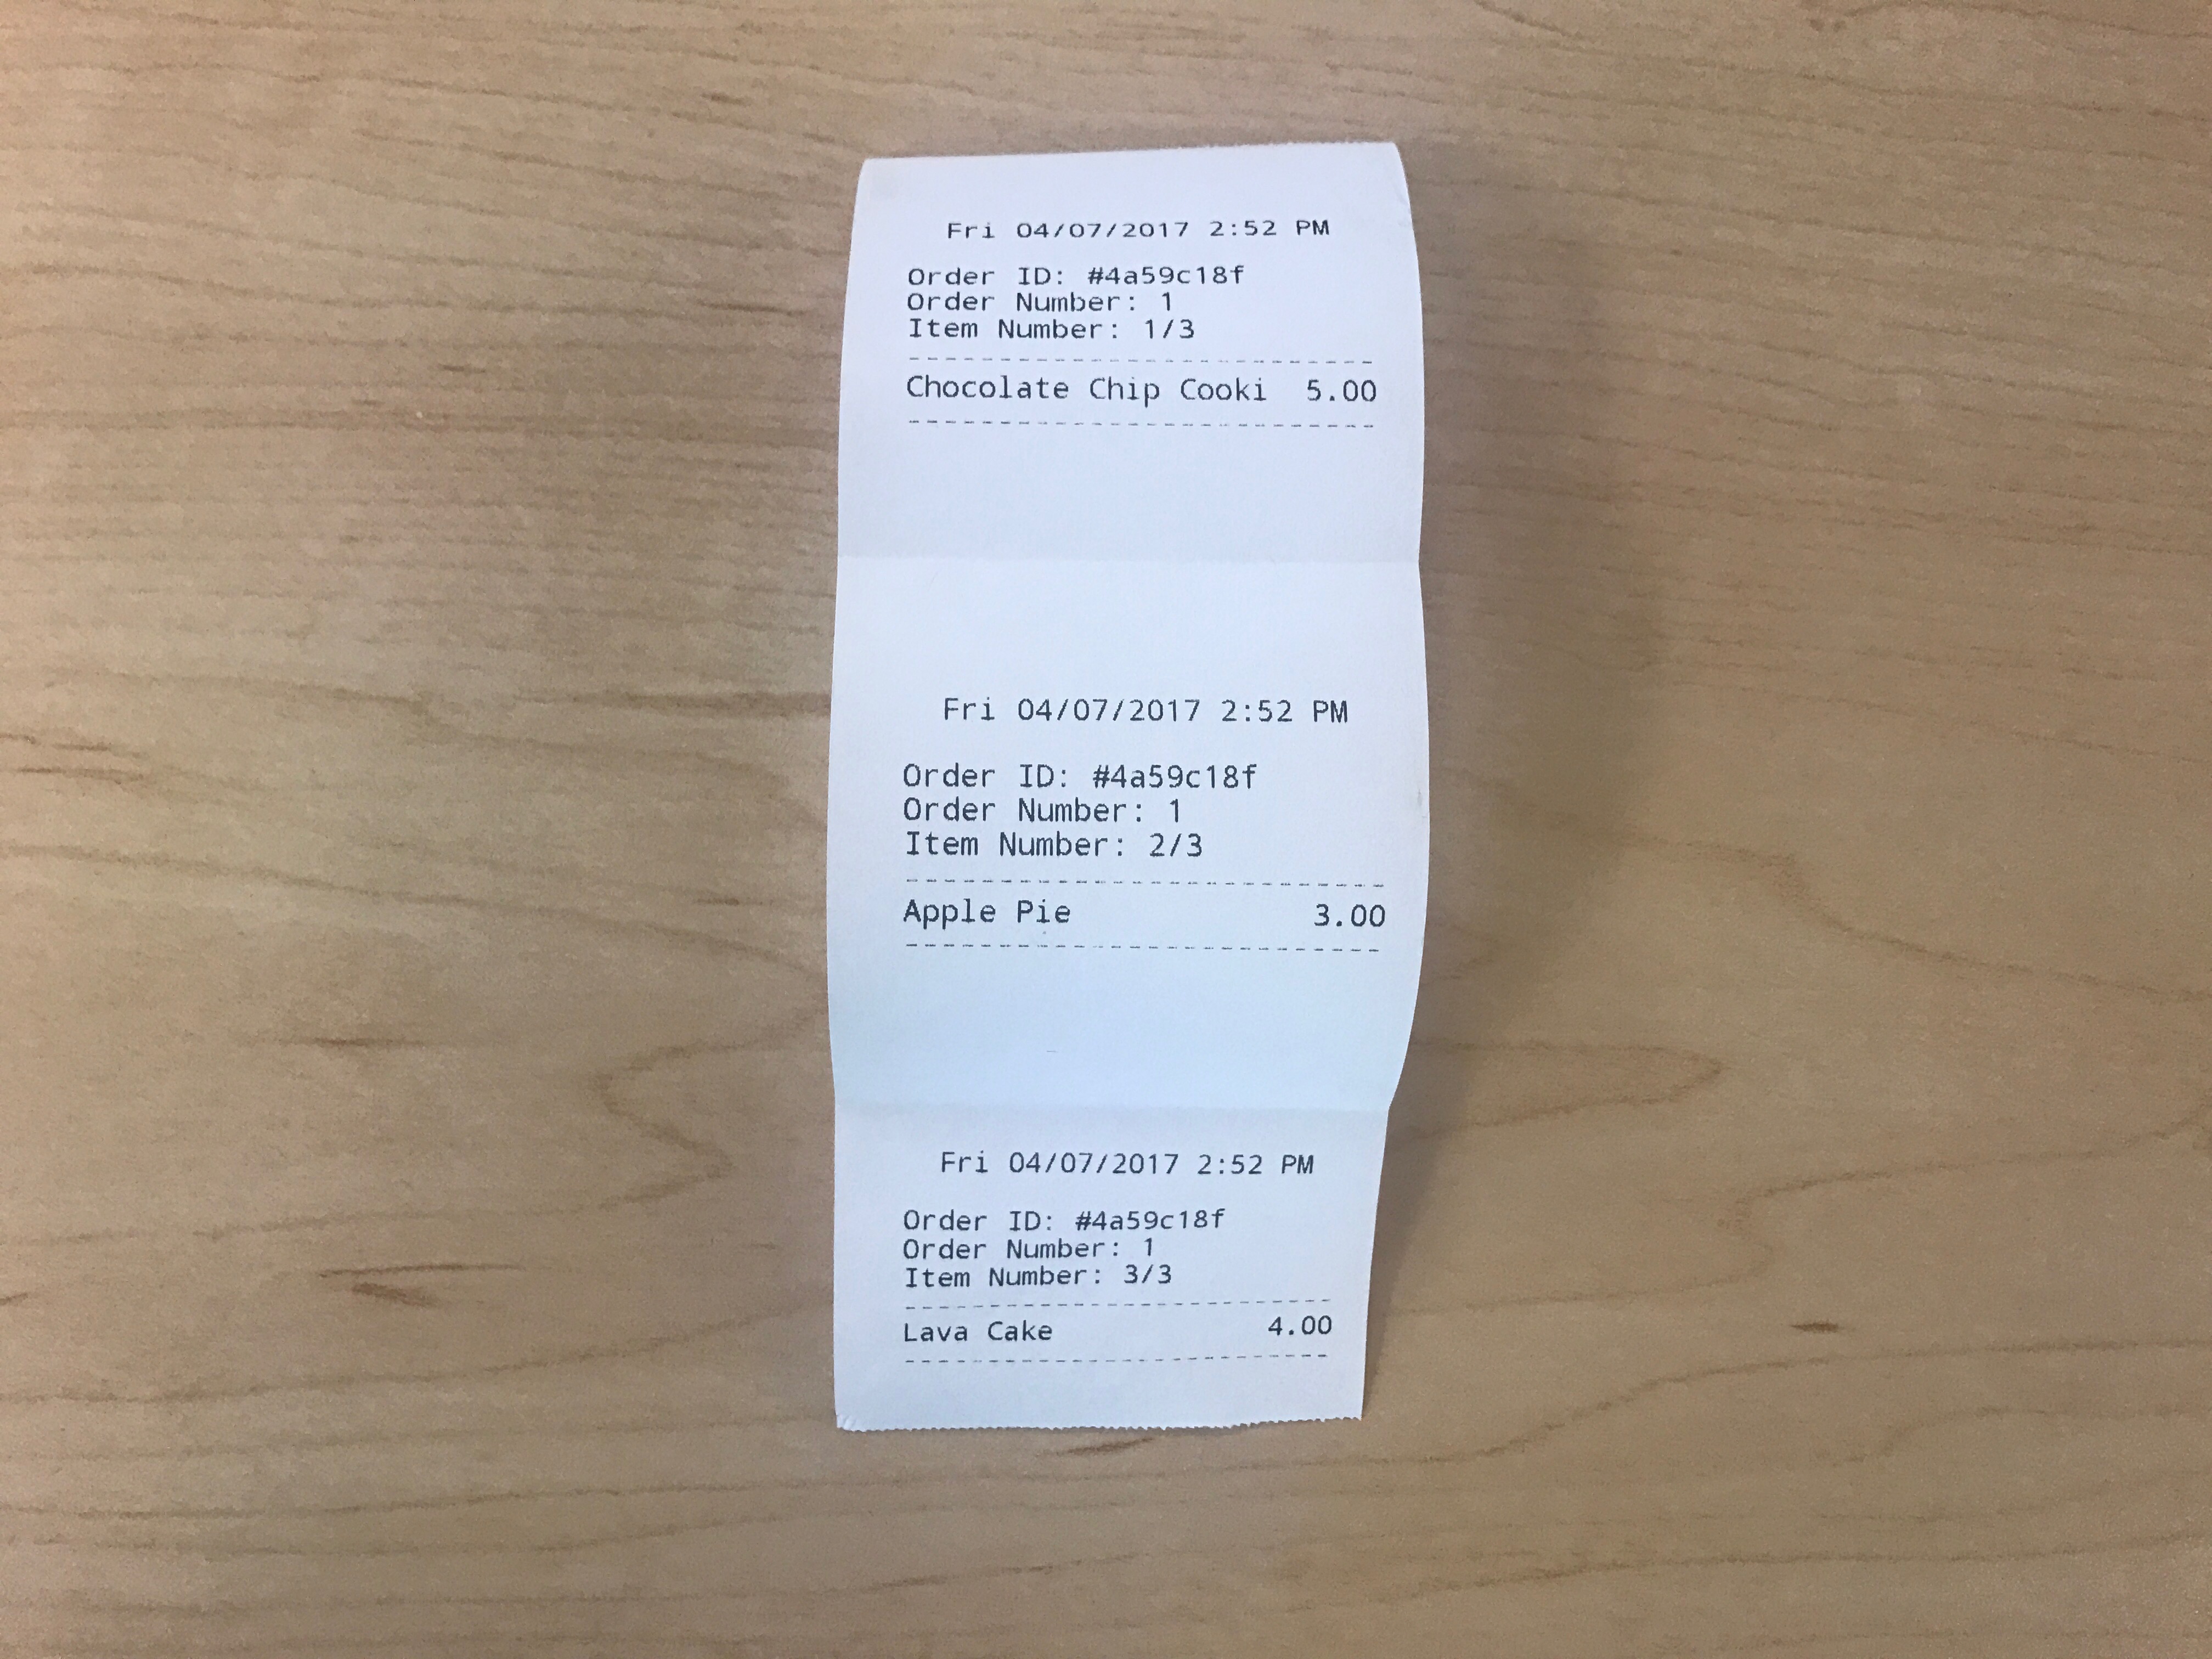 Fri 04/07/2017 2:52 PM
Order ID: #4a59c18f
Order Number: 1
Item Number: 1/3
--------------------------
Chocolate Chip Cooki 5.00
--------------------------
Fri 04/07/2017 2:52 PM
Order ID: #4a59c18f
Order Number: 1
Item Number: 2/3
--------------------------
Apple Pie 3.00
--------------------------
Fri 04/07/2017 2:52 PM
Order ID: #4a59c18f
Order Number: 1
Item Number: 3/3
--------------------------
Lava Cake 4.00
--------------------------